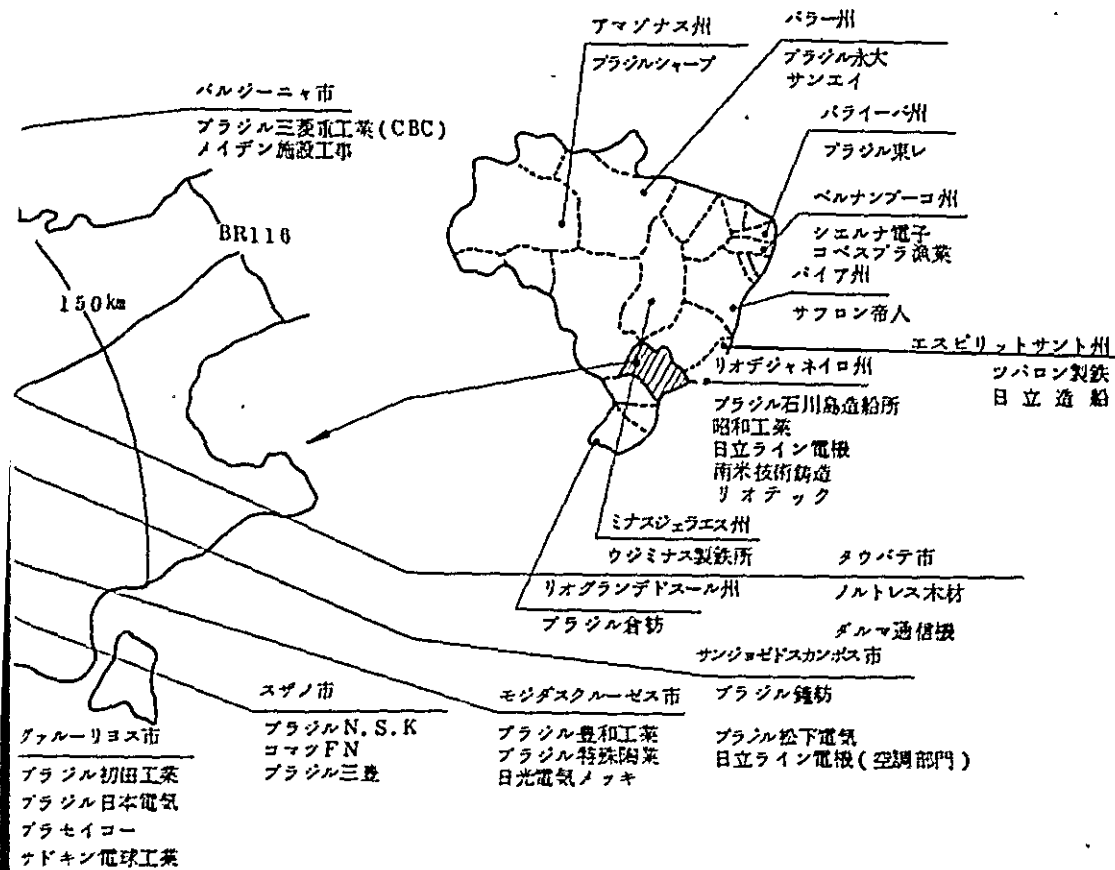 アマゾナス州
ブラジルシャープ
パラー州
ブラジル永大
サンエイ
バルジーニャ市
ブラジル三菱重工業(CBC)
メイデン施設工事
パライーバ州
ブラジル東レ
ペルナンブーコ州
シエルナ電子
コペスブラ漁業
バイア州
サフロン帝人
BR116
150km
エスピリットサント州
ツバロン製鉄
日立造船
リオデジャネイロ州
ブラジル石川島造船所
昭和工業
日立ライン電機
南米技術鋳造
リオテック
ミナスジェラエス州
ウジミナス製鉄所
タウバテ市
ノルトレス木材
ダルマ通信機
リオグランデドスール州
ブラジル倉紡
サンジョゼドスカンポス市
ブラジル鐘紡
ブラジル松下電気
日立ライン電機(空調部門)
スザノ市
ブラジルN.S.K
コマツFN
ブラジル三豊
モジダスクルーゼス市
ブラジル豊和工業
ブラジル特殊陶業
日光電気メッキ
グァルーリョス市
ブラジル初田工業
ブラジル日本電気
ブラセイコー
サドキン電球工業